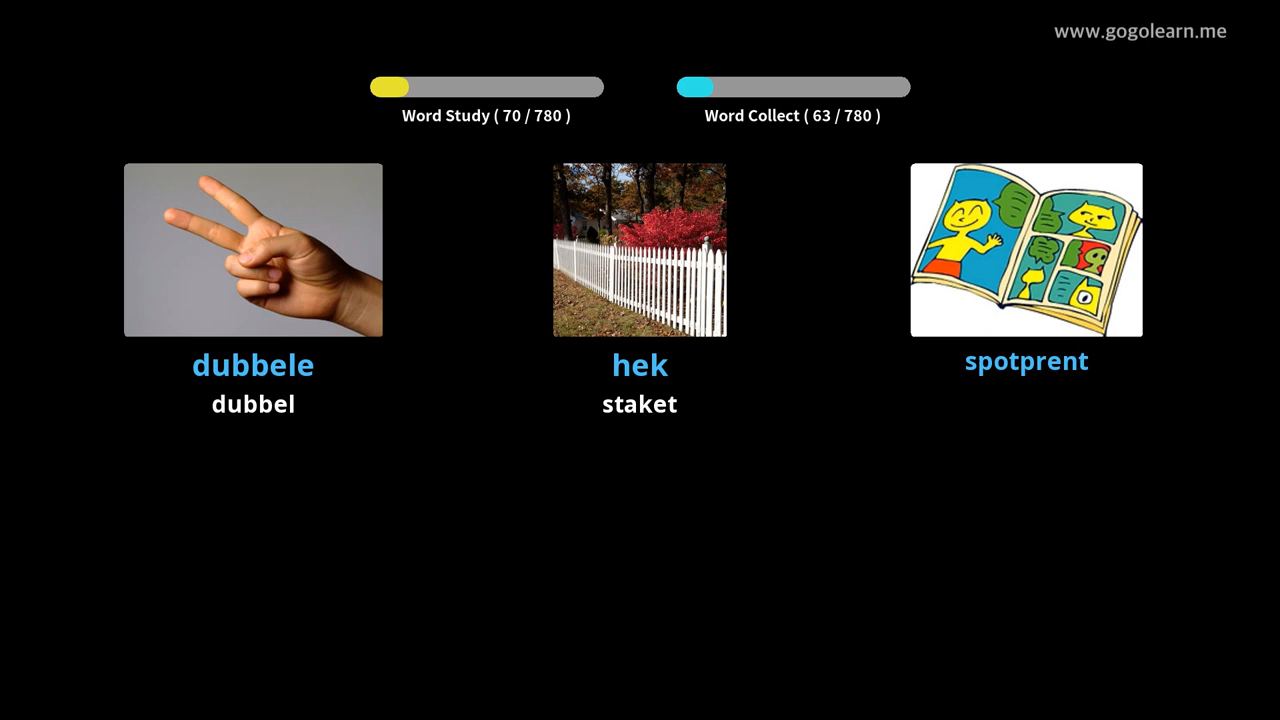 www.gogolearn.me
Word Study ( 70 / 780 )
Word Collect ( 63 / 780 )
dubbele
dubbel
hek
staket
spotprent